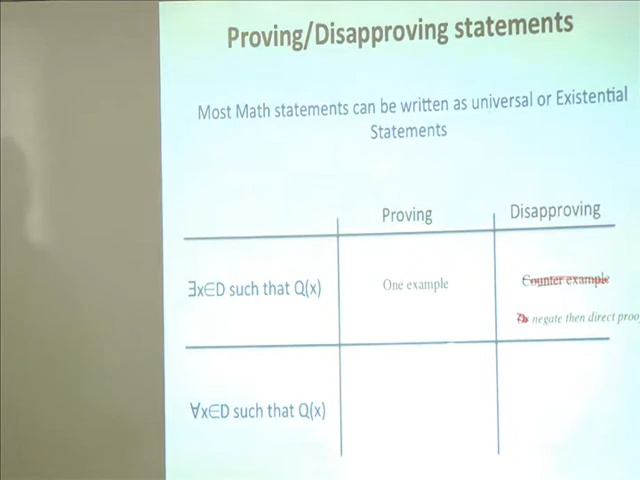 Proving/Disapproving statements
Most Math statements can be written as universal or Existential
Statements
Proving
Disapproving
∃x∈D such that Q(x)
One example
Counter example
negate then direct proo
∀x∈D such that Q(x)